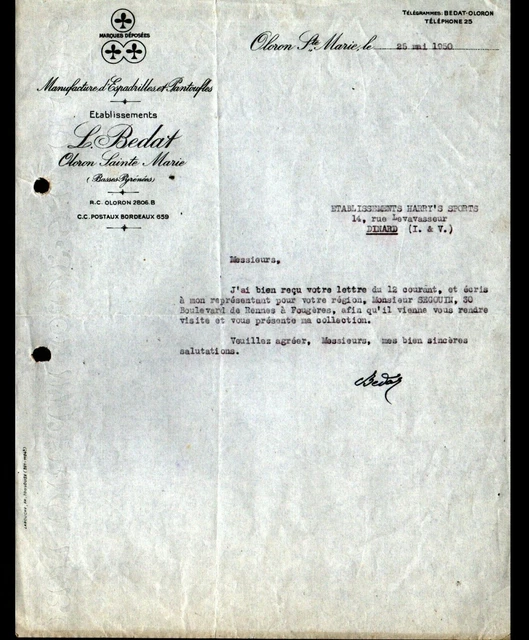 TÉLÉGRAMMES: BEDAT-OLORON
TÉLÉPHONE 25
MARQUES DÉPOSÉES
Oloron Ste Marie, le 25 mai 1950
Manufacture d'Espadrilles et Pantoufles
Etablissements
L. Bedat
Oloron Sainte Marie
(Basses Pyrénées)
R.C. OLORON 2806.B
C.C. POSTAUX BORDEAUX 659
ETABLISSEMENTS HARRY'S SPORTS
14, rue Levavasseur
DINARD (I. & V.)
Messieurs,
J'ai bien reçu votre lettre du 12 courant, et écris
à mon représentant pour votre région, Monsieur SEGOUIN, 30
Boulevard de Rennes à Fougères, afin qu'il vienne vous rendre
visite et vous présente ma collection.
Veuillez agréer, Messieurs, mes bien sincères
salutations.
Bedat